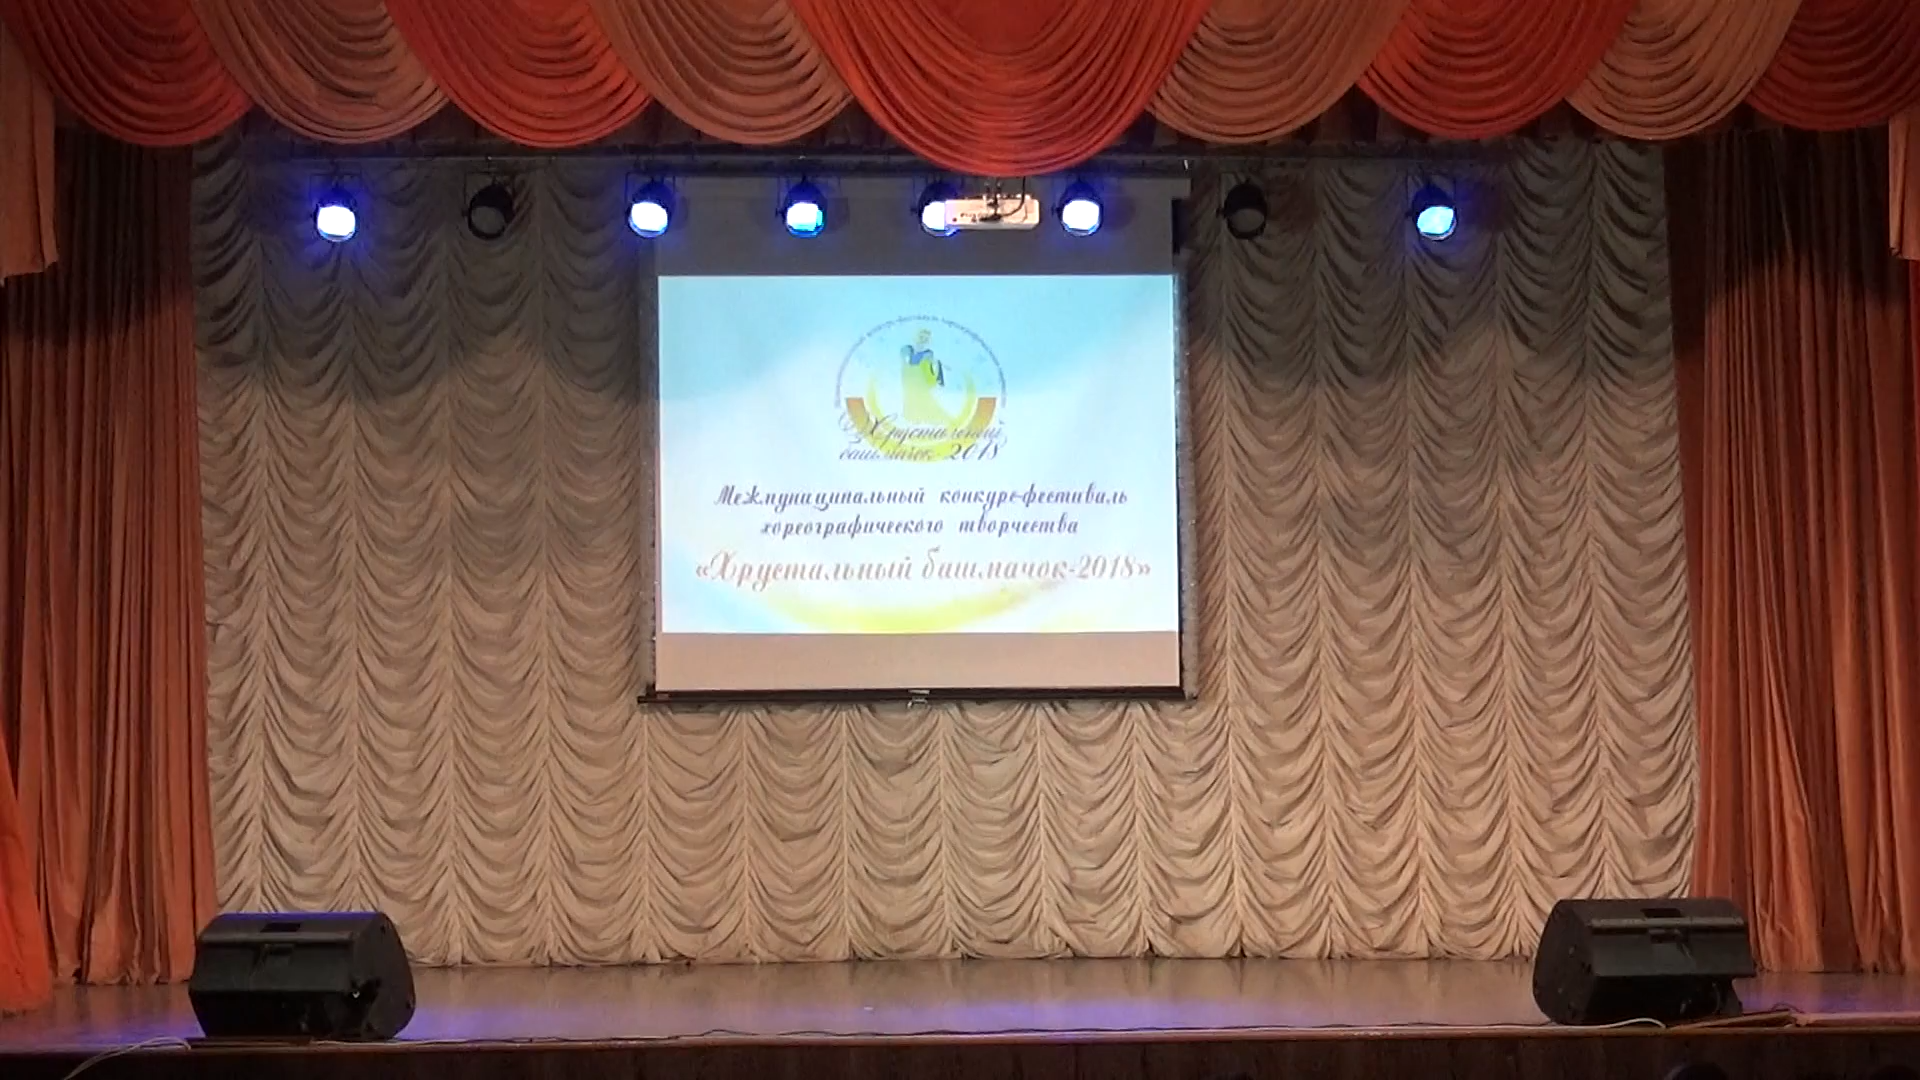 Хрустальный
башмачок-2018
Межмуниципальный конкурс-фестиваль
хореографического творчества
«Хрустальный башмачок-2018»